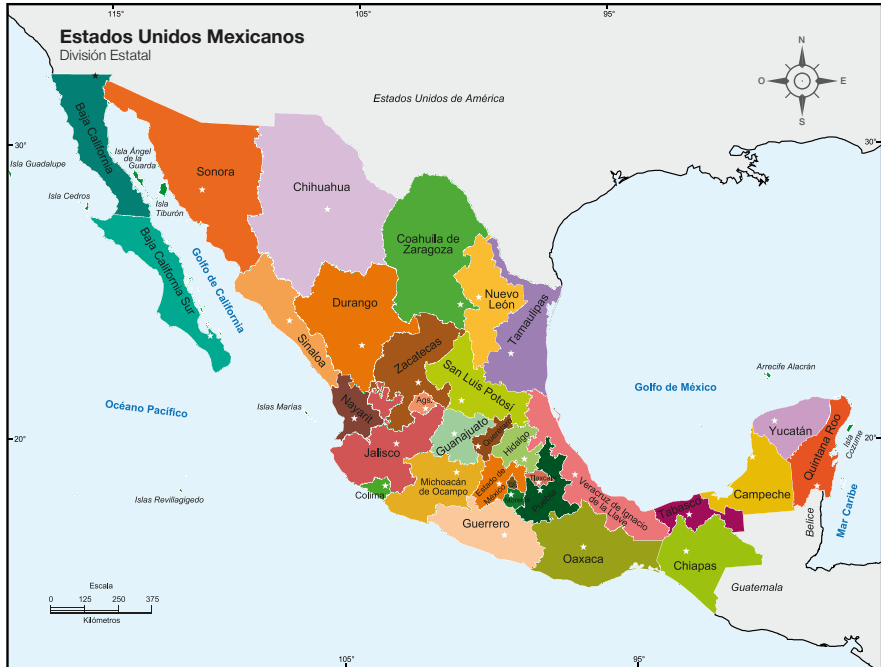 115°
105°
95°
Estados Unidos Mexicanos
División Estatal
N
O
E
S
Estados Unidos de América
30°
30°
Baja California
Isla Ángel
de la
Guarda
Isla Guadalupe
Sonora
Chihuahua
Isla Cedros
Isla
Tiburón
Coahuila de
Zaragoza
Baja California Sur
Golfo de California
Nuevo
León
Durango
Tamaulipas
Sinaloa
Zacatecas
San Luis Potosí
Arrecife Alacrán
Golfo de México
Océano Pacífico
Islas Marias
Nayarit
Ags.
20°
20°
Yucatán
Quintana Roo
Isla
Cozume
Guanajuato
Hidalgo
Jalisco
Michoacán
de Ocampo
Estado de
México
Puebla
Veracruz de Ignacio
de la Llave
Campeche
Colima
Islas Revillagigedo
Tabasco
Mar Caribe
Belice
Guerrero
Oaxaca
Chiapas
Guatemala
Escala
0 125 250 375
Kilómetros
105°
95°